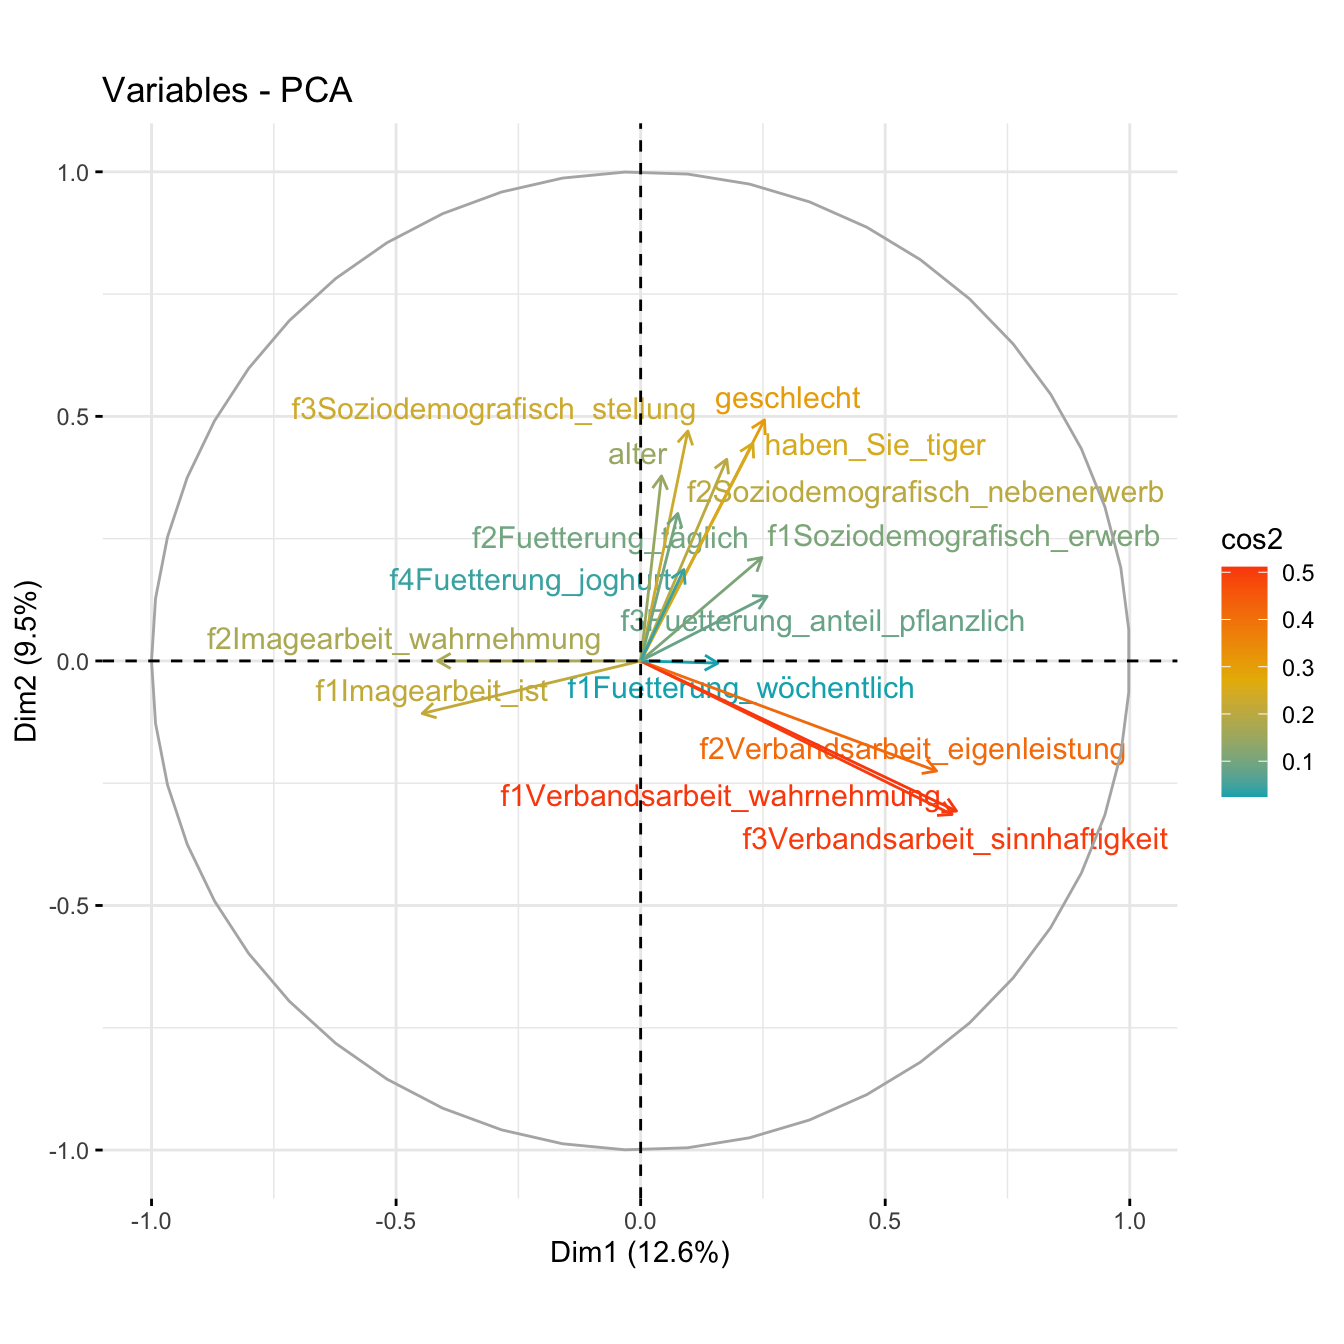 Variables - PCA
1.0
0.5
0.0
-0.5
-1.0
Dim2 (9.5%)
geschlecht
f3Soziodemografisch_stellung
haben_Sie_tiger
alter
f2Soziodemografisch_nebenerwerb
f2Fuetterung_täglich
f1Soziodemografisch_erwerb
f4Fuetterung_joghurt
f3Fuetterung_anteil_pflanzlich
f2Imagearbeit_wahrnehmung
f1Imagearbeit_ist
f1Fuetterung_wöchentlich
f2Verbandsarbeit_eigenleistung
f1Verbandsarbeit_wahrnehmung
f3Verbandsarbeit_sinnhaftigkeit
-1.0
-0.5
0.0
0.5
1.0
Dim1 (12.6%)
cos2
0.5
0.4
0.3
0.2
0.1